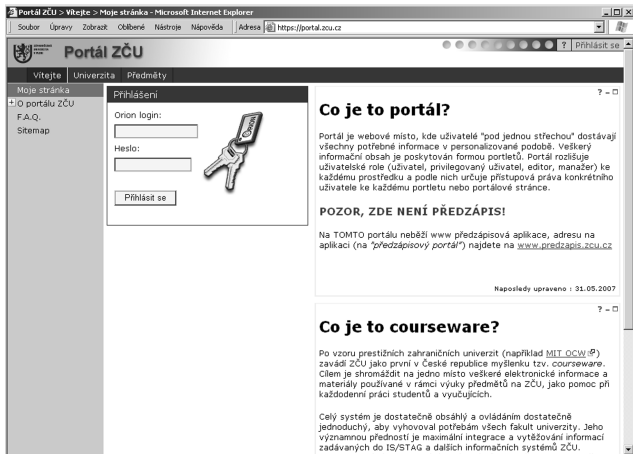 Portál ZČU > Vítejte > Moje stránka - Microsoft Internet Explorer
Soubor Úpravy Zobrazit Oblíbené Nástroje Nápověda Adresa https://portal.zcu.cz
Portál ZČU
? Přihlásit se
Vítejte Univerzita Předměty
Moje stránka
O portálu ZČU
F.A.Q.
Sitemap
Přihlášení
Orion login:
Heslo:
Přihlásit se
Co je to portál?
Portál je webové místo, kde uživatelé "pod jednou střechou" dostávají
všechny potřebné informace v personalizované podobě. Veškerý
informační obsah je poskytován formou portletů. Portál rozlišuje
uživatelské role (uživatel, privilegovaný uživatel, editor, manažer) ke
každému prostředku a podle nich určuje přístupová práva konkrétního
uživatele ke každému portletu nebo portálové stránce.
POZOR, ZDE NENÍ PŘEDZÁPIS!
Na TOMTO portálu neběží www předzápisová aplikace, adresu na
aplikaci (na "předzápisový portál") najdete na www.predzapis.zcu.cz
Naposledy upraveno : 31.05.2007
Co je to courseware?
Po vzoru prestižních zahraničních univerzit (například MIT OCW)
zavádí ZČU jako první v České republice myšlenku tzv. courseware.
Cílem je shromáždit na jedno místo veškeré elektronické informace a
materiály používané v rámci výuky předmětů na ZČU, jako pomoc při
každodenní práci studentů a vyučujících.
Celý systém je dostatečně obsáhlý a ovládáním dostatečně
jednoduchý, aby vyhovoval potřebám všech fakult univerzity. Jeho
významnou předností je maximální integrace a vytěžování informací
zadávaných do IS/STAG a dalších informačních systémů ZČU.